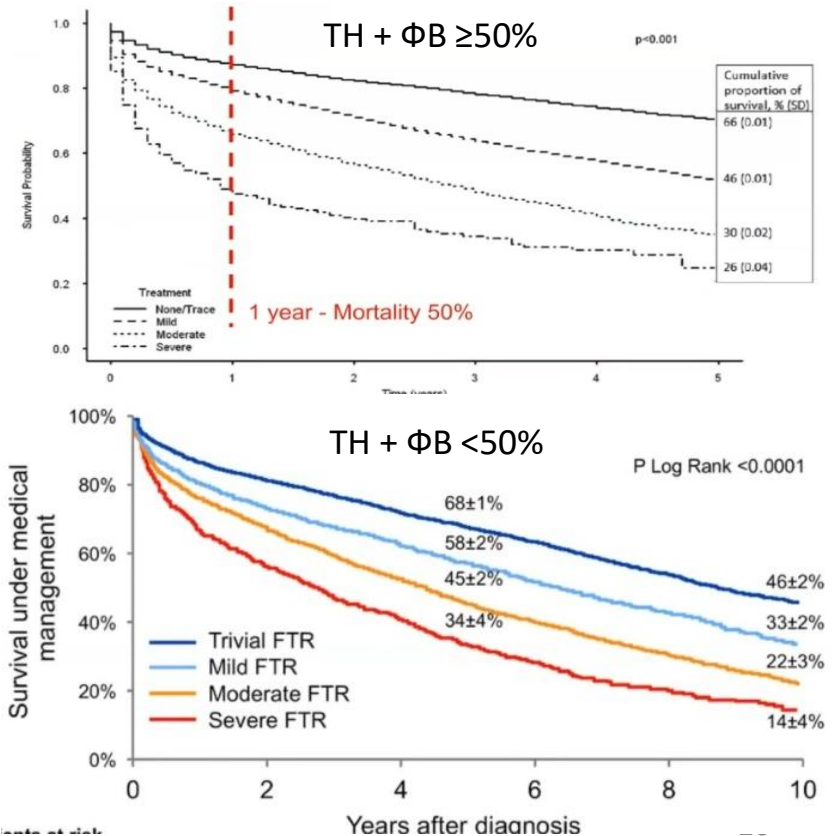 ТН + ФВ ≥50%
p<0.001
1.0
0.8
0.6
0.4
0.2
0.0
Survival Probability
Cumulative
proportion of
survival, % (SD)
66 (0.01)
46 (0.01)
30 (0.02)
26 (0.04)
Treatment
None/Trace
Mild
Moderate
Severe
1 year - Mortality 50%
0 1 2 3 4 5
Time (years)
ТН + ФВ <50%
P Log Rank <0.0001
100%
80%
60%
40%
20%
0%
Survival under medical
management
68±1%
58±2%
45±2%
34±4%
46±2%
33±2%
22±3%
14±4%
Trivial FTR
Mild FTR
Moderate FTR
Severe FTR
0 2 4 6 8 10
Years after diagnosis